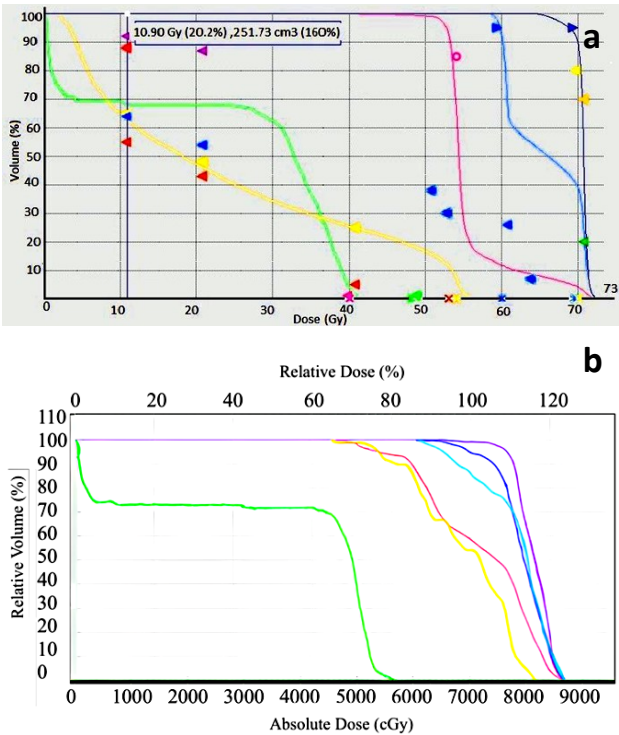 a
10.90 Gy (20.2%) ,251.73 cm3 (160%)
Volume (%)
100
90
80
70
60
50
40
30
20
10
0 10 20 30 40 50 60 70 73
Dose (Gy)
b
Relative Dose (%)
0 20 40 60 80 100 120
Relative Volume (%)
110
100
90
80
70
60
50
40
30
20
10
0
0 1000 2000 3000 4000 5000 6000 7000 8000 9000
Absolute Dose (cGy)